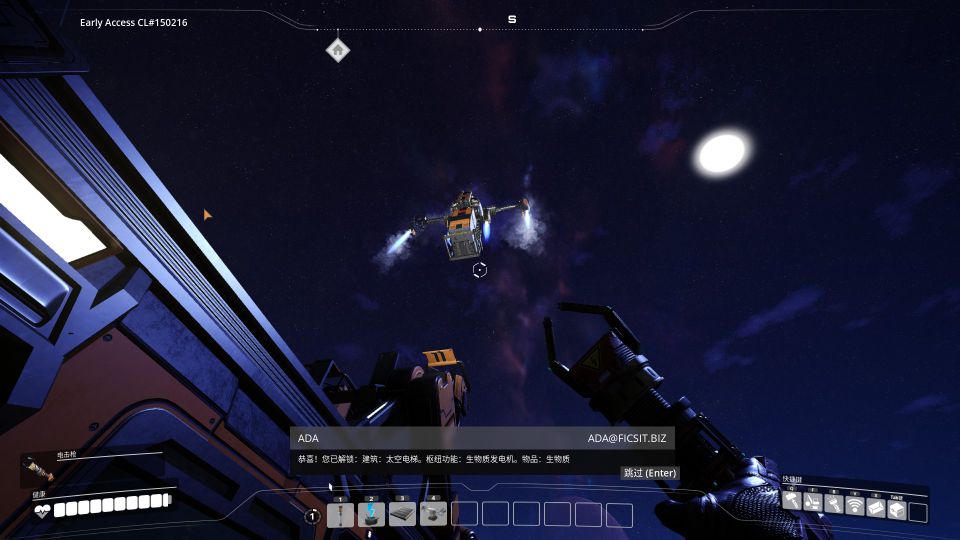 Early Access CL#150216
S
ADA
ADA@FICSIT.BIZ
恭喜！您已解锁：建筑：太空电梯。枢纽功能：生物质发电机。物品：生物质
跳过 (Enter)
电击枪
健康
快捷键
1
1
2
3
4